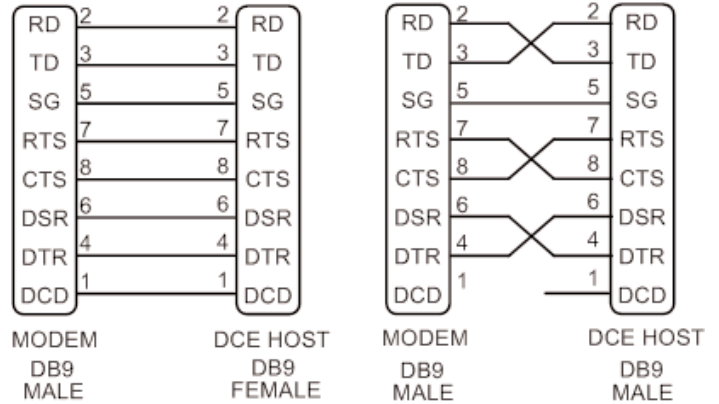 RD 2 2 RD
TD 3 3 TD
SG 5 5 SG
RTS 7 7 RTS
CTS 8 8 CTS
DSR 6 6 DSR
DTR 4 4 DTR
DCD 1 1 DCD
MODEM DCE HOST
DB9 DB9
MALE FEMALE
RD 2 2 RD
TD 3 3 TD
SG 5 5 SG
RTS 7 7 RTS
CTS 8 8 CTS
DSR 6 6 DSR
DTR 4 4 DTR
DCD 1 1 DCD
MODEM DCE HOST
DB9 DB9
MALE MALE